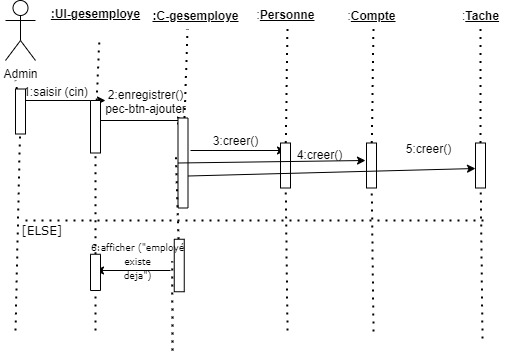 :UI-gesemploye
:C-gesemploye
:Personne
:Compte
:Tache
Admin
1:saisir (cin)
2:enregistrer()
pec-btn-ajouter
3:creer()
4:creer()
5:creer()
[ELSE]
6:afficher ("employé
existe
deja")